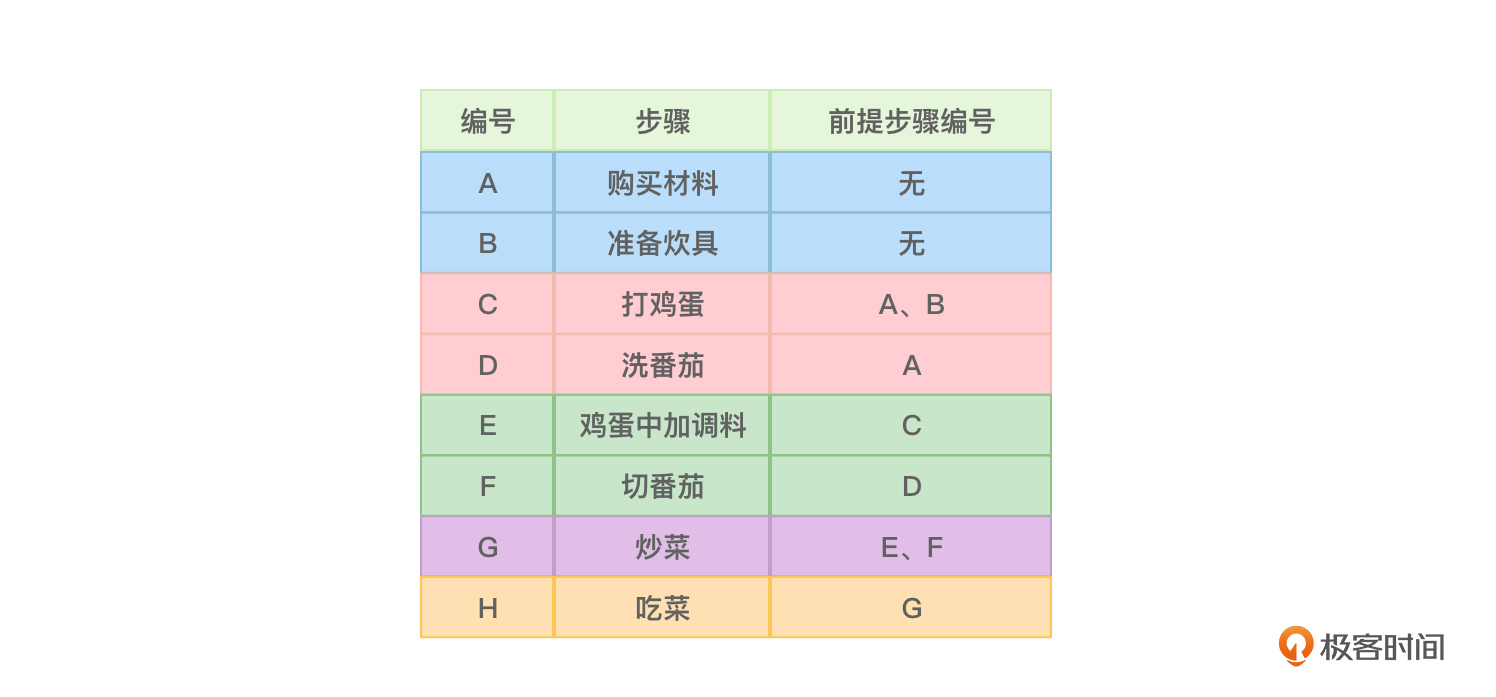 编号 步骤 前提步骤编号
A 购买材料 无
B 准备炊具 无
C 打鸡蛋 A、B
D 洗番茄 A
E 鸡蛋中加调料 C
F 切番茄 D
G 炒菜 E、F
H 吃菜 G
极客时间